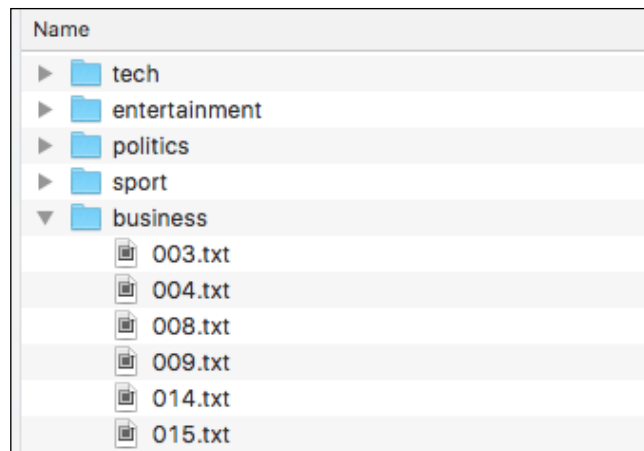 Name
tech
entertainment
politics
sport
business
003.txt
004.txt
008.txt
009.txt
014.txt
015.txt